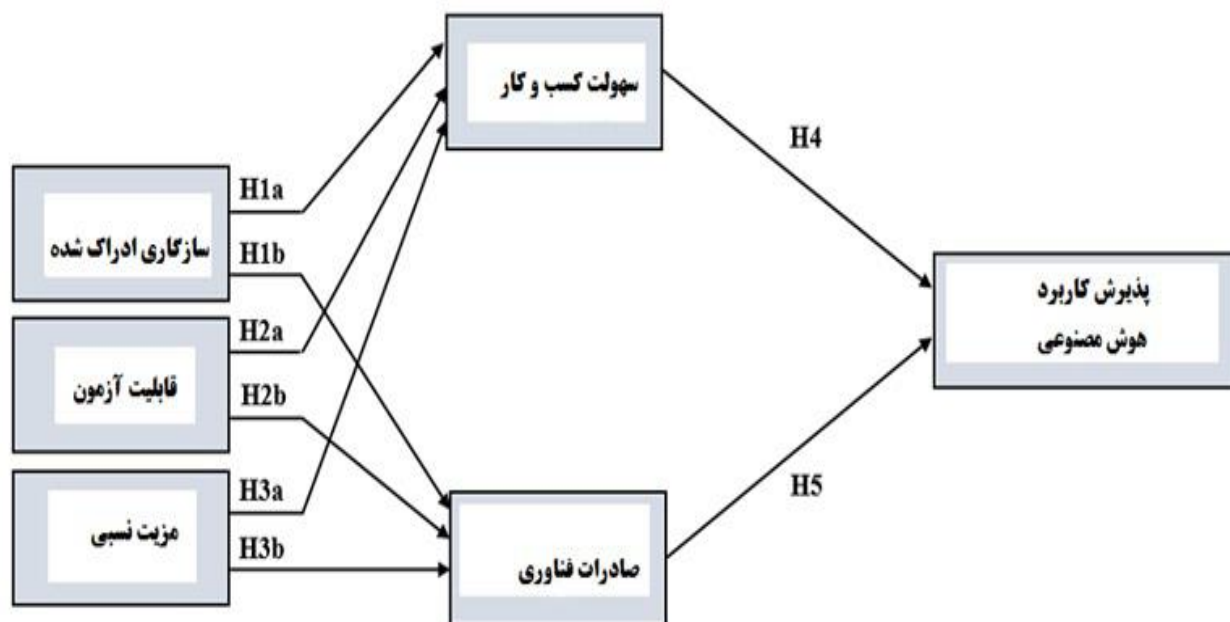 سهولت کسب و کار
H4
H1a
سازگاری ادراک شده
H1b
پذیرش کاربرد
هوش مصنوعی
H2a
قابلیت آزمون
H2b
H3a
H5
مزیت نسبی
H3b
صادرات فناوری